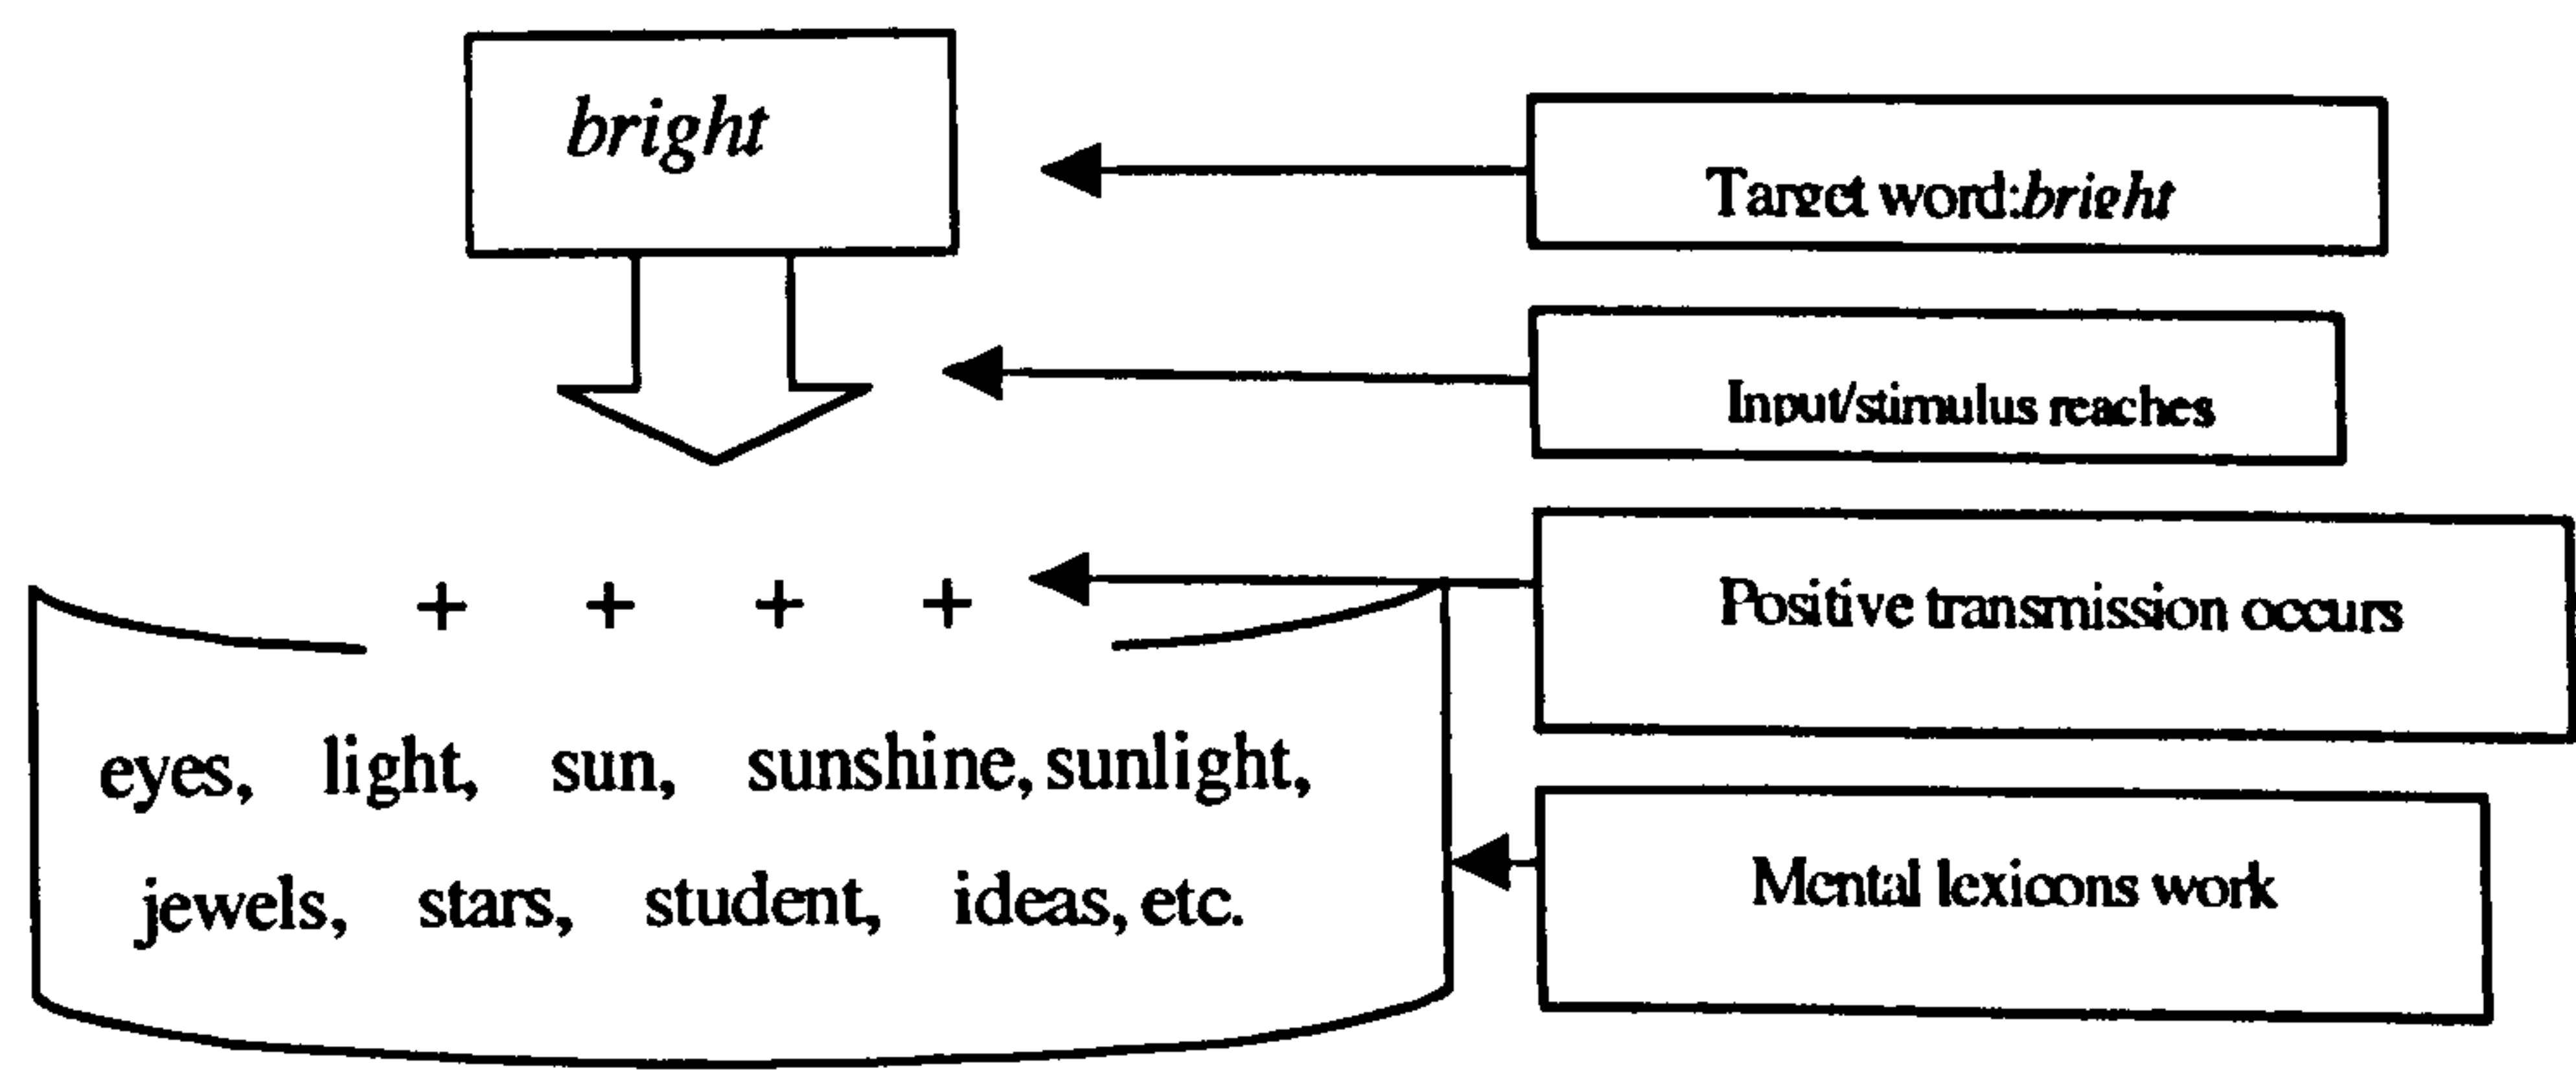 bright
Target word:bright
Input/stimulus reaches
+ + + +
Positive transmission occurs
eyes, light, sun, sunshine, sunlight,
jewels, stars, student, ideas, etc.
Mental lexicons work